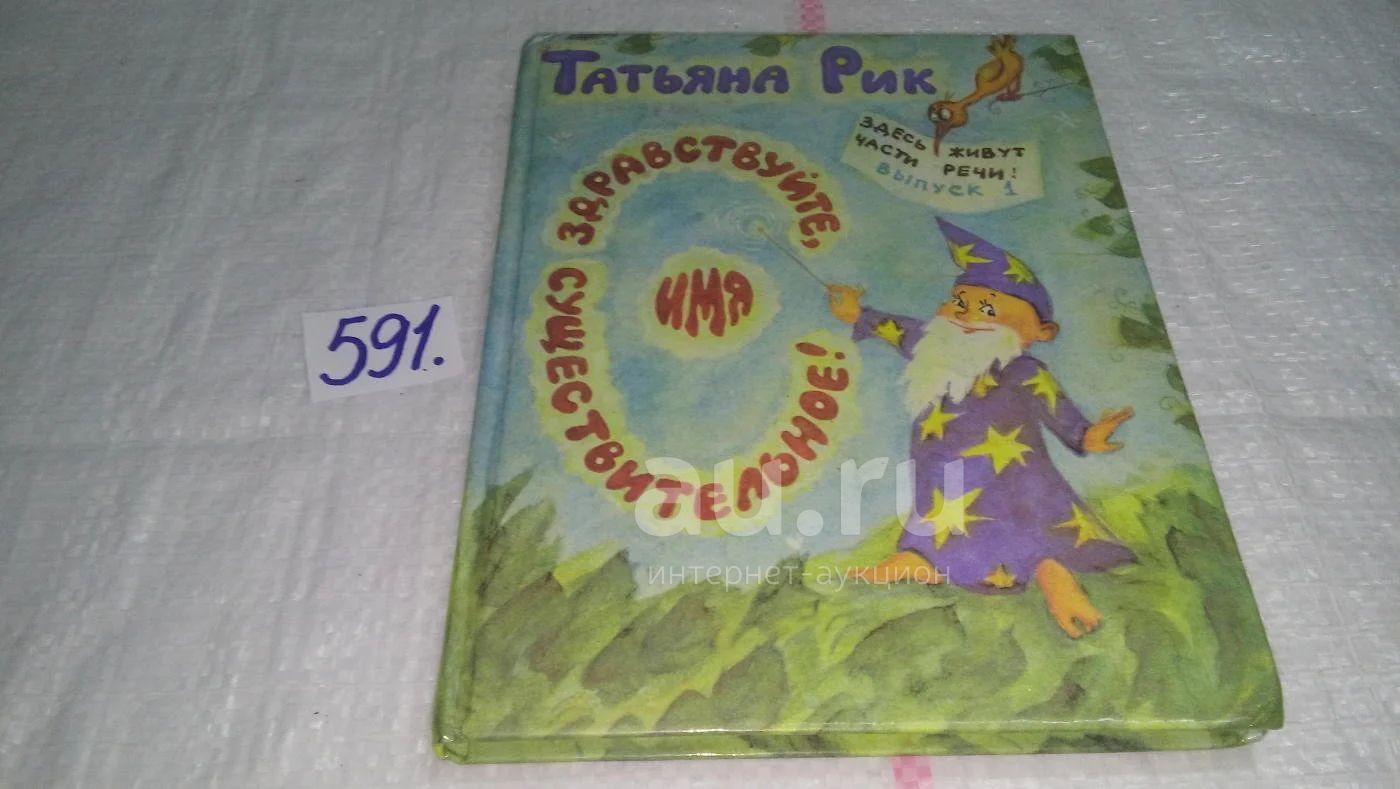 Татьяна Рик
Здесь живут
части речи!
Выпуск 1
Здравствуйте,
имя
существительное!
591.
au.ru
интернет-аукцион